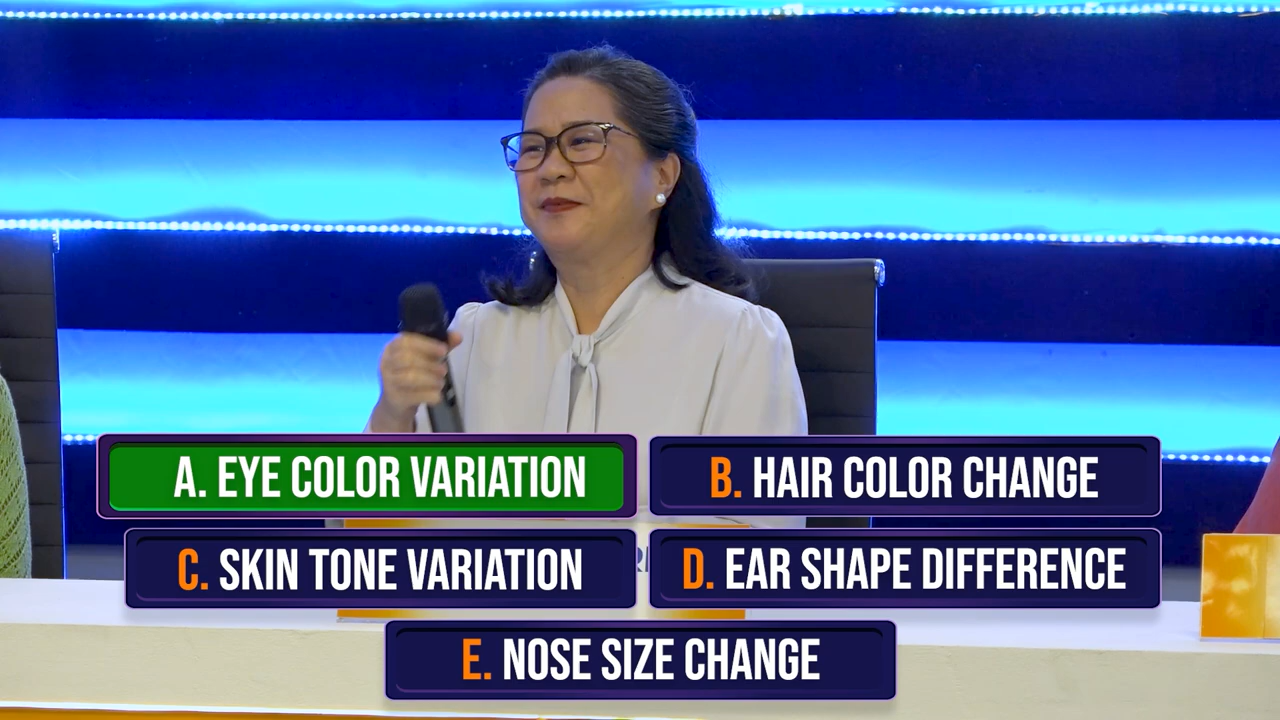 A. EYE COLOR VARIATION
B. HAIR COLOR CHANGE
C. SKIN TONE VARIATION
D. EAR SHAPE DIFFERENCE
E. NOSE SIZE CHANGE